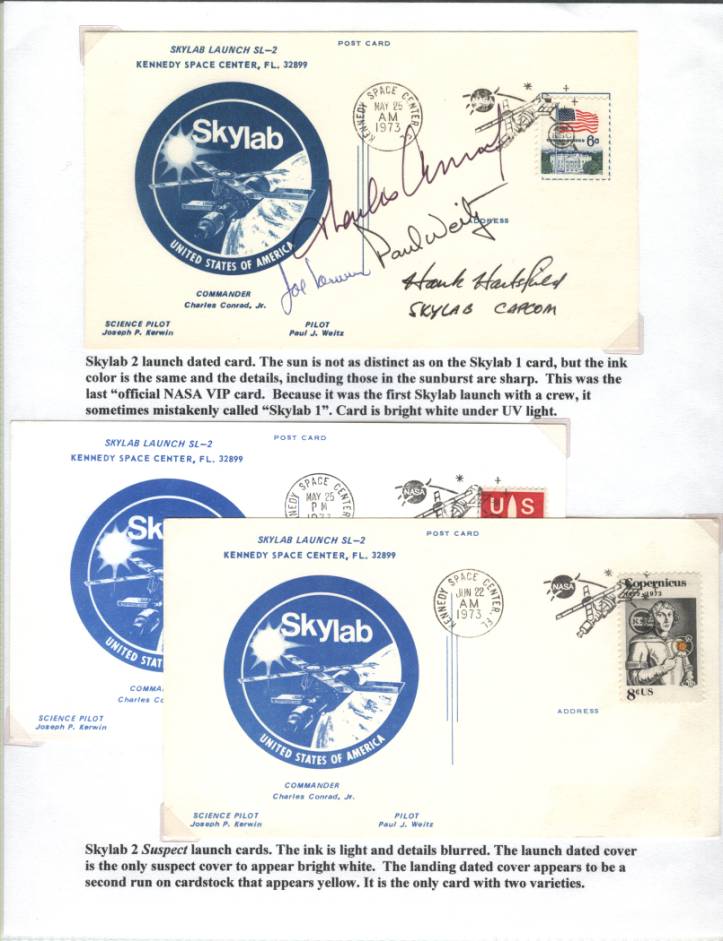 POST CARD
SKYLAB LAUNCH SL-2
KENNEDY SPACE CENTER, FL. 32899
KENNEDY SPACE CENTER, FL
MAY 25
AM
1973
NASA
6c
Skylab
UNITED STATES OF AMERICA
Charles Conrad
Paul Weitz
ADDRESS
Joe Kerwin
Hank Hartsfield
SKYLAB CAPCOM
COMMANDER
Charles Conrad, Jr.
SCIENCE PILOT
Joseph P. Kerwin
PILOT
Paul J. Weitz
Skylab 2 launch dated card. The sun is not as distinct as on the Skylab 1 card, but the ink
color is the same and the details, including those in the sunburst are sharp. This was the
last “official NASA VIP card. Because it was the first Skylab launch with a crew, it
sometimes mistakenly called “Skylab 1”. Card is bright white under UV light.
POST CARD
SKYLAB LAUNCH SL-2
KENNEDY SPACE CENTER, FL. 32899
KENNEDY SPACE CENTER
MAY 25
PM
1973
NASA
US
Sk
UNITED STAT
COMMA
Charles Co
SCIENCE PILOT
Joseph P. Kerwin
POST CARD
SKYLAB LAUNCH SL-2
KENNEDY SPACE CENTER, FL. 32899
KENNEDY SPACE CENTER, FL
JUN 22
AM
1973
NASA
Copernicus
1473-1973
8c US
Skylab
UNITED STATES OF AMERICA
ADDRESS
COMMANDER
Charles Conrad, Jr.
SCIENCE PILOT
Joseph P. Kerwin
PILOT
Paul J. Weitz
Skylab 2 Suspect launch cards. The ink is light and details blurred. The launch dated cover
is the only suspect cover to appear bright white. The landing dated cover appears to be a
second run on cardstock that appears yellow. It is the only card with two varieties.